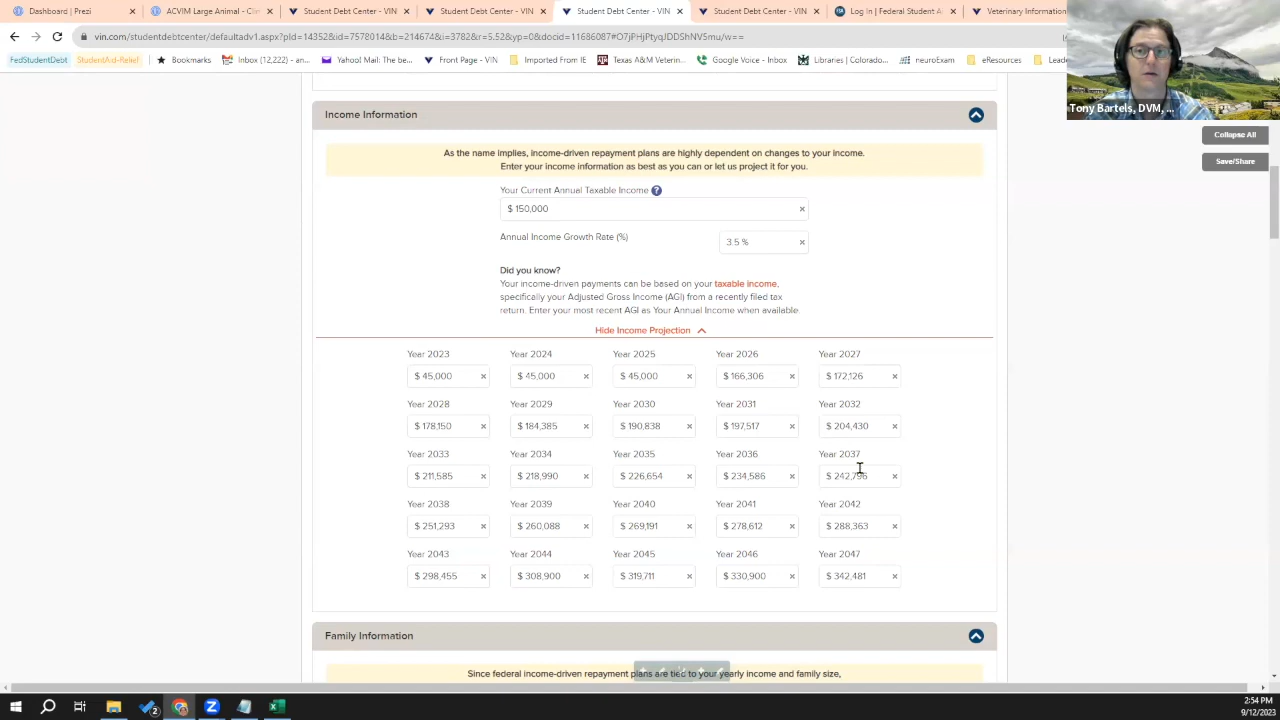 Dashboard | Prezi
ACVIM Large Animal - Clin
Student Debt Center - VIN
Student Debt Center - VIN
Student Debt Center - VIN
Student Debt Center - VIN
Log In | Federal Student A
Veterinary Information
vin.com/studentdebtcenter/defaultadv1.aspx?pId=14352&id=7578014&b=214674&i=3782&r=5.52&yp=0&docid=11686087#O7jPHjPtyqJDDShNV5mu/w==
FedStudentDebt
StudentAid-Relief
Bookmarks
Inbox (12,222) - an...
Yahoo! Mail: The be...
Front Page - VIN
Imported From IE
Texas A&M Veterin...
Google Voice - Inbox
Libraries | Colorado...
neuroExam
eResources
Tony Bartels, DVM, ...
Collapse All
Save/Share
Income Information
As the name implies, income-driven repayment plans are highly dependent on changes to your income.
Enter your income information as best as you can or let us project it for you.
Your Current Annual Taxable Income ?
$ 150,000 ×
Annual Income Growth Rate (%)
3.5 % ×
Did you know?
Your income-driven payments can be based on your taxable income,
specifically your Adjusted Gross Income (AGI) from a recently filed tax
return. Enter your most recent AGI as Your Annual Income when available.
Hide Income Projection
Year 2023 Year 2024 Year 2025 Year 2026 Year 2027
$ 45,000 × $ 45,000 × $ 45,000 × $ 166,306 × $ 172,126 ×
Year 2028 Year 2029 Year 2030 Year 2031 Year 2032
$ 178,150 × $ 184,385 × $ 190,838 × $ 197,517 × $ 204,430 ×
Year 2033 Year 2034 Year 2035 Year 2036 Year 2037
$ 211,585 × $ 218,990 × $ 226,654 × $ 234,586 × $ 242,796 ×
Year 2038 Year 2039 Year 2040 Year 2041 Year 2042
$ 251,293 × $ 260,088 × $ 269,191 × $ 278,612 × $ 288,363 ×
Year 2043 Year 2044 Year 2045 Year 2046 Year 2047
$ 298,455 × $ 308,900 × $ 319,711 × $ 330,900 × $ 342,481 ×
Family Information
Since federal income-driven repayment plans are tied to your yearly income and family size,
2:54 PM
9/12/2023